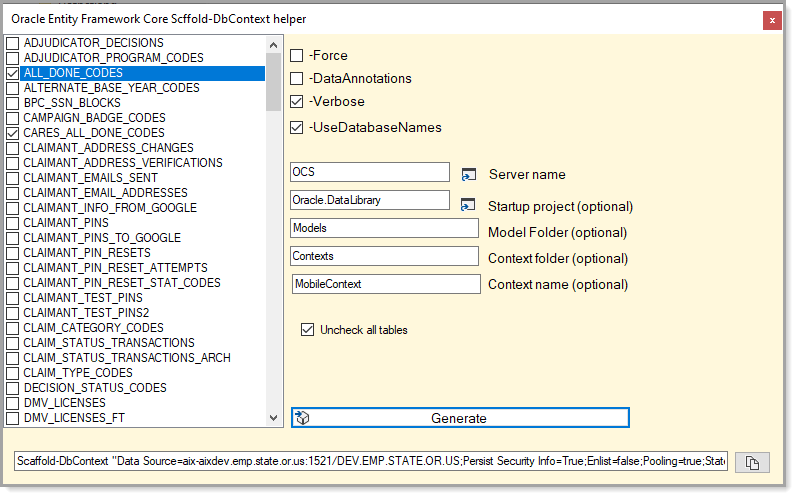 Oracle Entity Framework Core Scffold-DbContext helper
ADJUDICATOR_DECISIONS
ADJUDICATOR_PROGRAM_CODES
ALL_DONE_CODES
ALTERNATE_BASE_YEAR_CODES
BPC_SSN_BLOCKS
CAMPAIGN_BADGE_CODES
CARES_ALL_DONE_CODES
CLAIMANT_ADDRESS_CHANGES
CLAIMANT_ADDRESS_VERIFICATIONS
CLAIMANT_EMAILS_SENT
CLAIMANT_EMAIL_ADDRESSES
CLAIMANT_INFO_FROM_GOOGLE
CLAIMANT_PINS
CLAIMANT_PINS_TO_GOOGLE
CLAIMANT_PIN_RESETS
CLAIMANT_PIN_RESET_ATTEMPTS
CLAIMANT_PIN_RESET_STAT_CODES
CLAIMANT_TEST_PINS
CLAIMANT_TEST_PINS2
CLAIM_CATEGORY_CODES
CLAIM_STATUS_TRANSACTIONS
CLAIM_STATUS_TRANSACTIONS_ARCH
CLAIM_TYPE_CODES
DECISION_STATUS_CODES
DMV_LICENSES
DMV_LICENSES_FT
-Force
-DataAnnotations
-Verbose
-UseDatabaseNames
OCS Server name
Oracle.DataLibrary Startup project (optional)
Models Model Folder (optional)
Contexts Context folder (optional)
MobileContext Context name (optional)
Uncheck all tables
Generate
Scaffold-DbContext "Data Source=aix-aixdev.emp.state.or.us:1521/DEV.EMP.STATE.OR.US;Persist Security Info=True;Enlist=false;Pooling=true;State